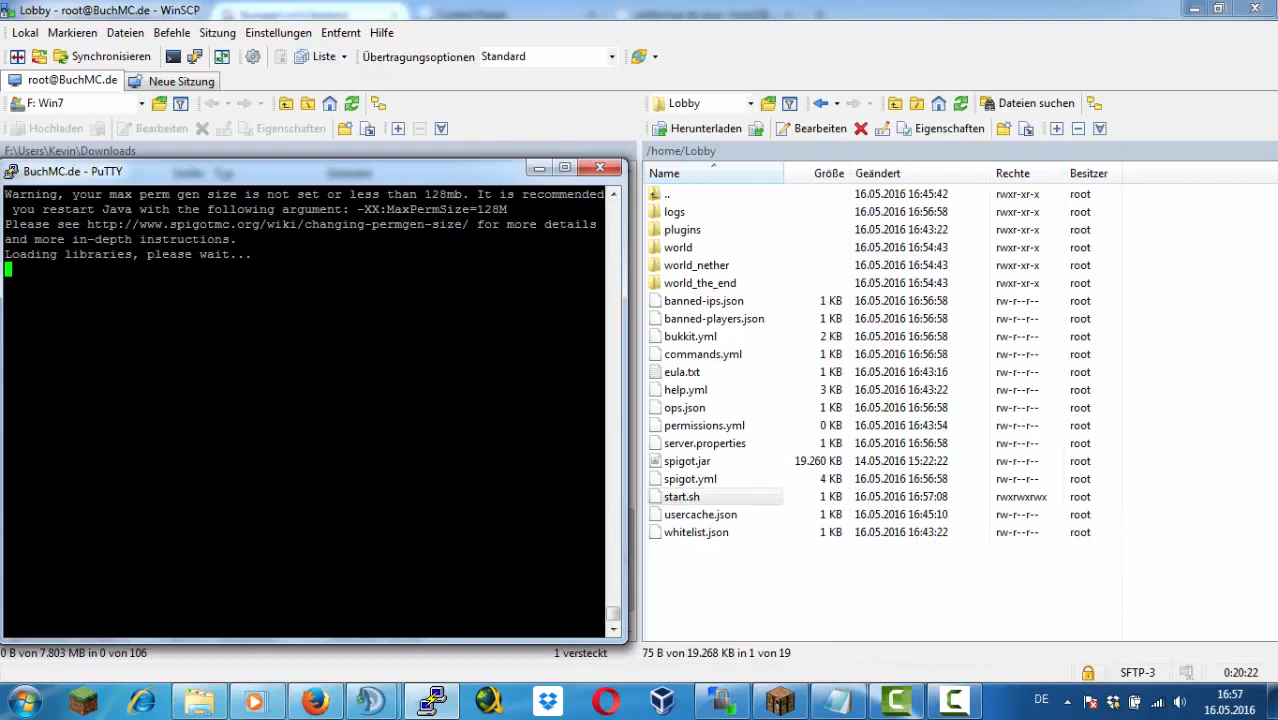 Lobby - root@BuchMC.de - WinSCP
Lokal Markieren Dateien Befehle Sitzung Einstellungen Entfernt Hilfe
Synchronisieren Liste Übertragungsoptionen Standard
root@BuchMC.de Neue Sitzung
F: Win7 Lobby Dateien suchen
Hochladen Bearbeiten Eigenschaften Herunterladen Bearbeiten Eigenschaften
F:\Users\Kevin\Downloads /home/Lobby
BuchMC.de - PuTTY
Warning, your max perm gen size is not set or less than 128mb. It is recommended
you restart Java with the following argument: -XX:MaxPermSize=128M
Please see http://www.spigotmc.org/wiki/changing-permgen-size/ for more details
and more in-depth instructions.
Loading libraries, please wait...
Name Größe Geändert Rechte Besitzer
.. 16.05.2016 16:45:42 rwxr-xr-x root
logs 16.05.2016 16:56:58 rwxr-xr-x root
plugins 16.05.2016 16:43:22 rwxr-xr-x root
world 16.05.2016 16:54:43 rwxr-xr-x root
world_nether 16.05.2016 16:54:43 rwxr-xr-x root
world_the_end 16.05.2016 16:54:43 rwxr-xr-x root
banned-ips.json 1 KB 16.05.2016 16:56:58 rw-r--r-- root
banned-players.json 1 KB 16.05.2016 16:56:58 rw-r--r-- root
bukkit.yml 2 KB 16.05.2016 16:56:58 rw-r--r-- root
commands.yml 1 KB 16.05.2016 16:56:58 rw-r--r-- root
eula.txt 1 KB 16.05.2016 16:43:16 rw-r--r-- root
help.yml 3 KB 16.05.2016 16:43:22 rw-r--r-- root
ops.json 1 KB 16.05.2016 16:56:58 rw-r--r-- root
permissions.yml 0 KB 16.05.2016 16:43:54 rw-r--r-- root
server.properties 1 KB 16.05.2016 16:56:58 rw-r--r-- root
spigot.jar 19.260 KB 14.05.2016 15:22:22 rw-r--r-- root
spigot.yml 4 KB 16.05.2016 16:56:58 rw-r--r-- root
start.sh 1 KB 16.05.2016 16:57:08 rwxrwxrwx root
usercache.json 1 KB 16.05.2016 16:45:10 rw-r--r-- root
whitelist.json 1 KB 16.05.2016 16:43:22 rw-r--r-- root
0 B von 7.803 MB in 0 von 106 1 versteckt 75 B von 19.268 KB in 1 von 19
SFTP-3 0:20:22
DE 16:57
16.05.2016